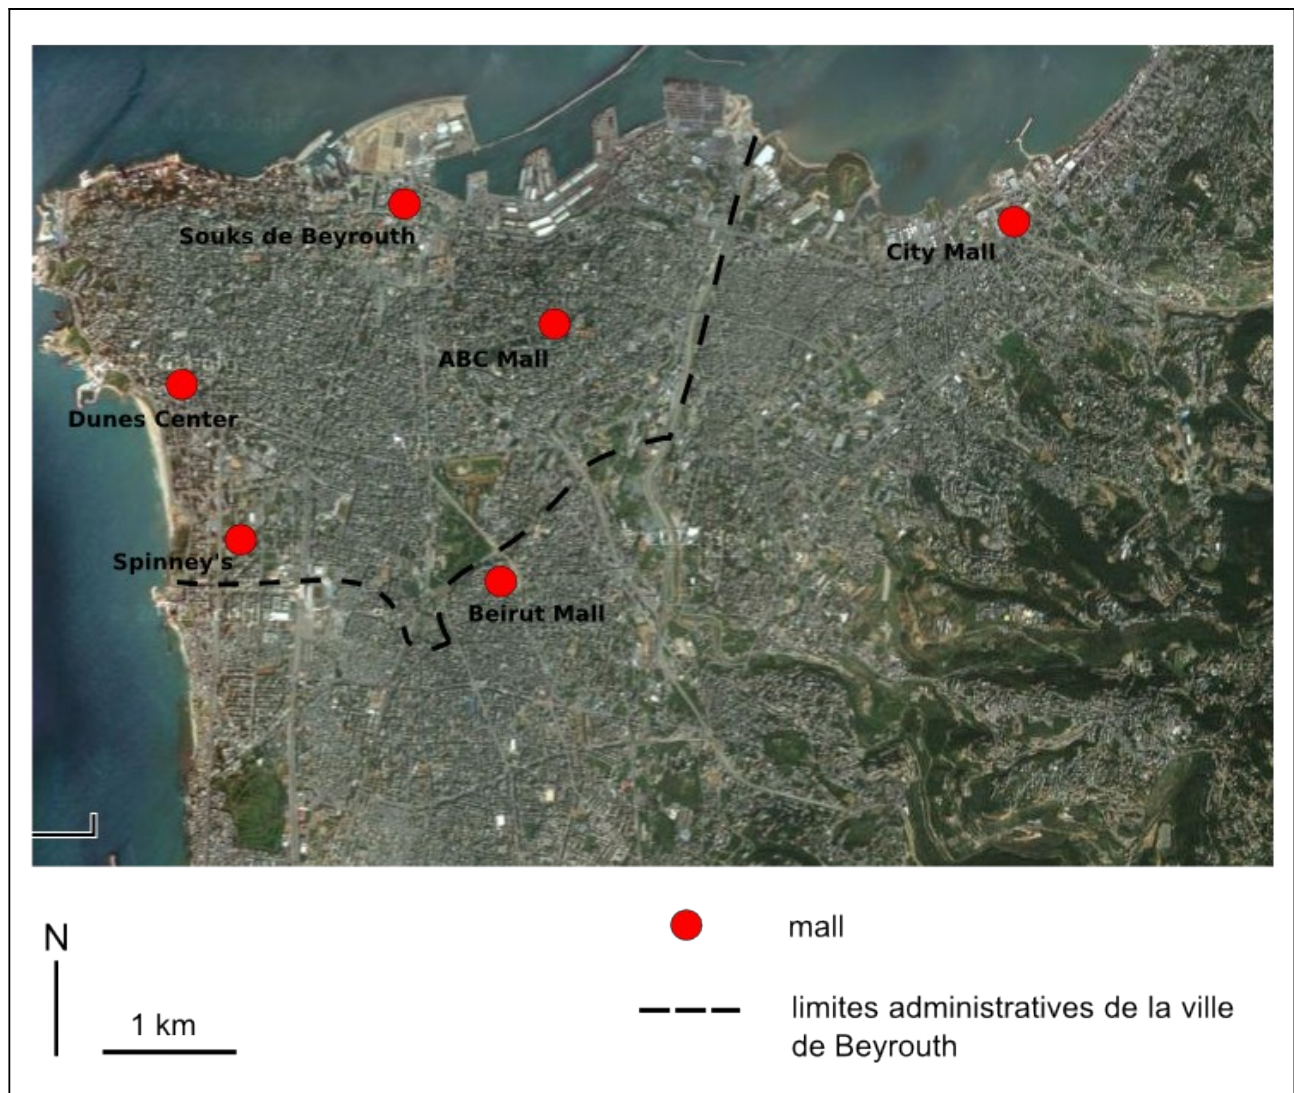 Souks de Beyrouth
City Mall
ABC Mall
Dunes Center
Spinney's
Beirut Mall
N
1 km
mall
limites administratives de la ville
de Beyrouth